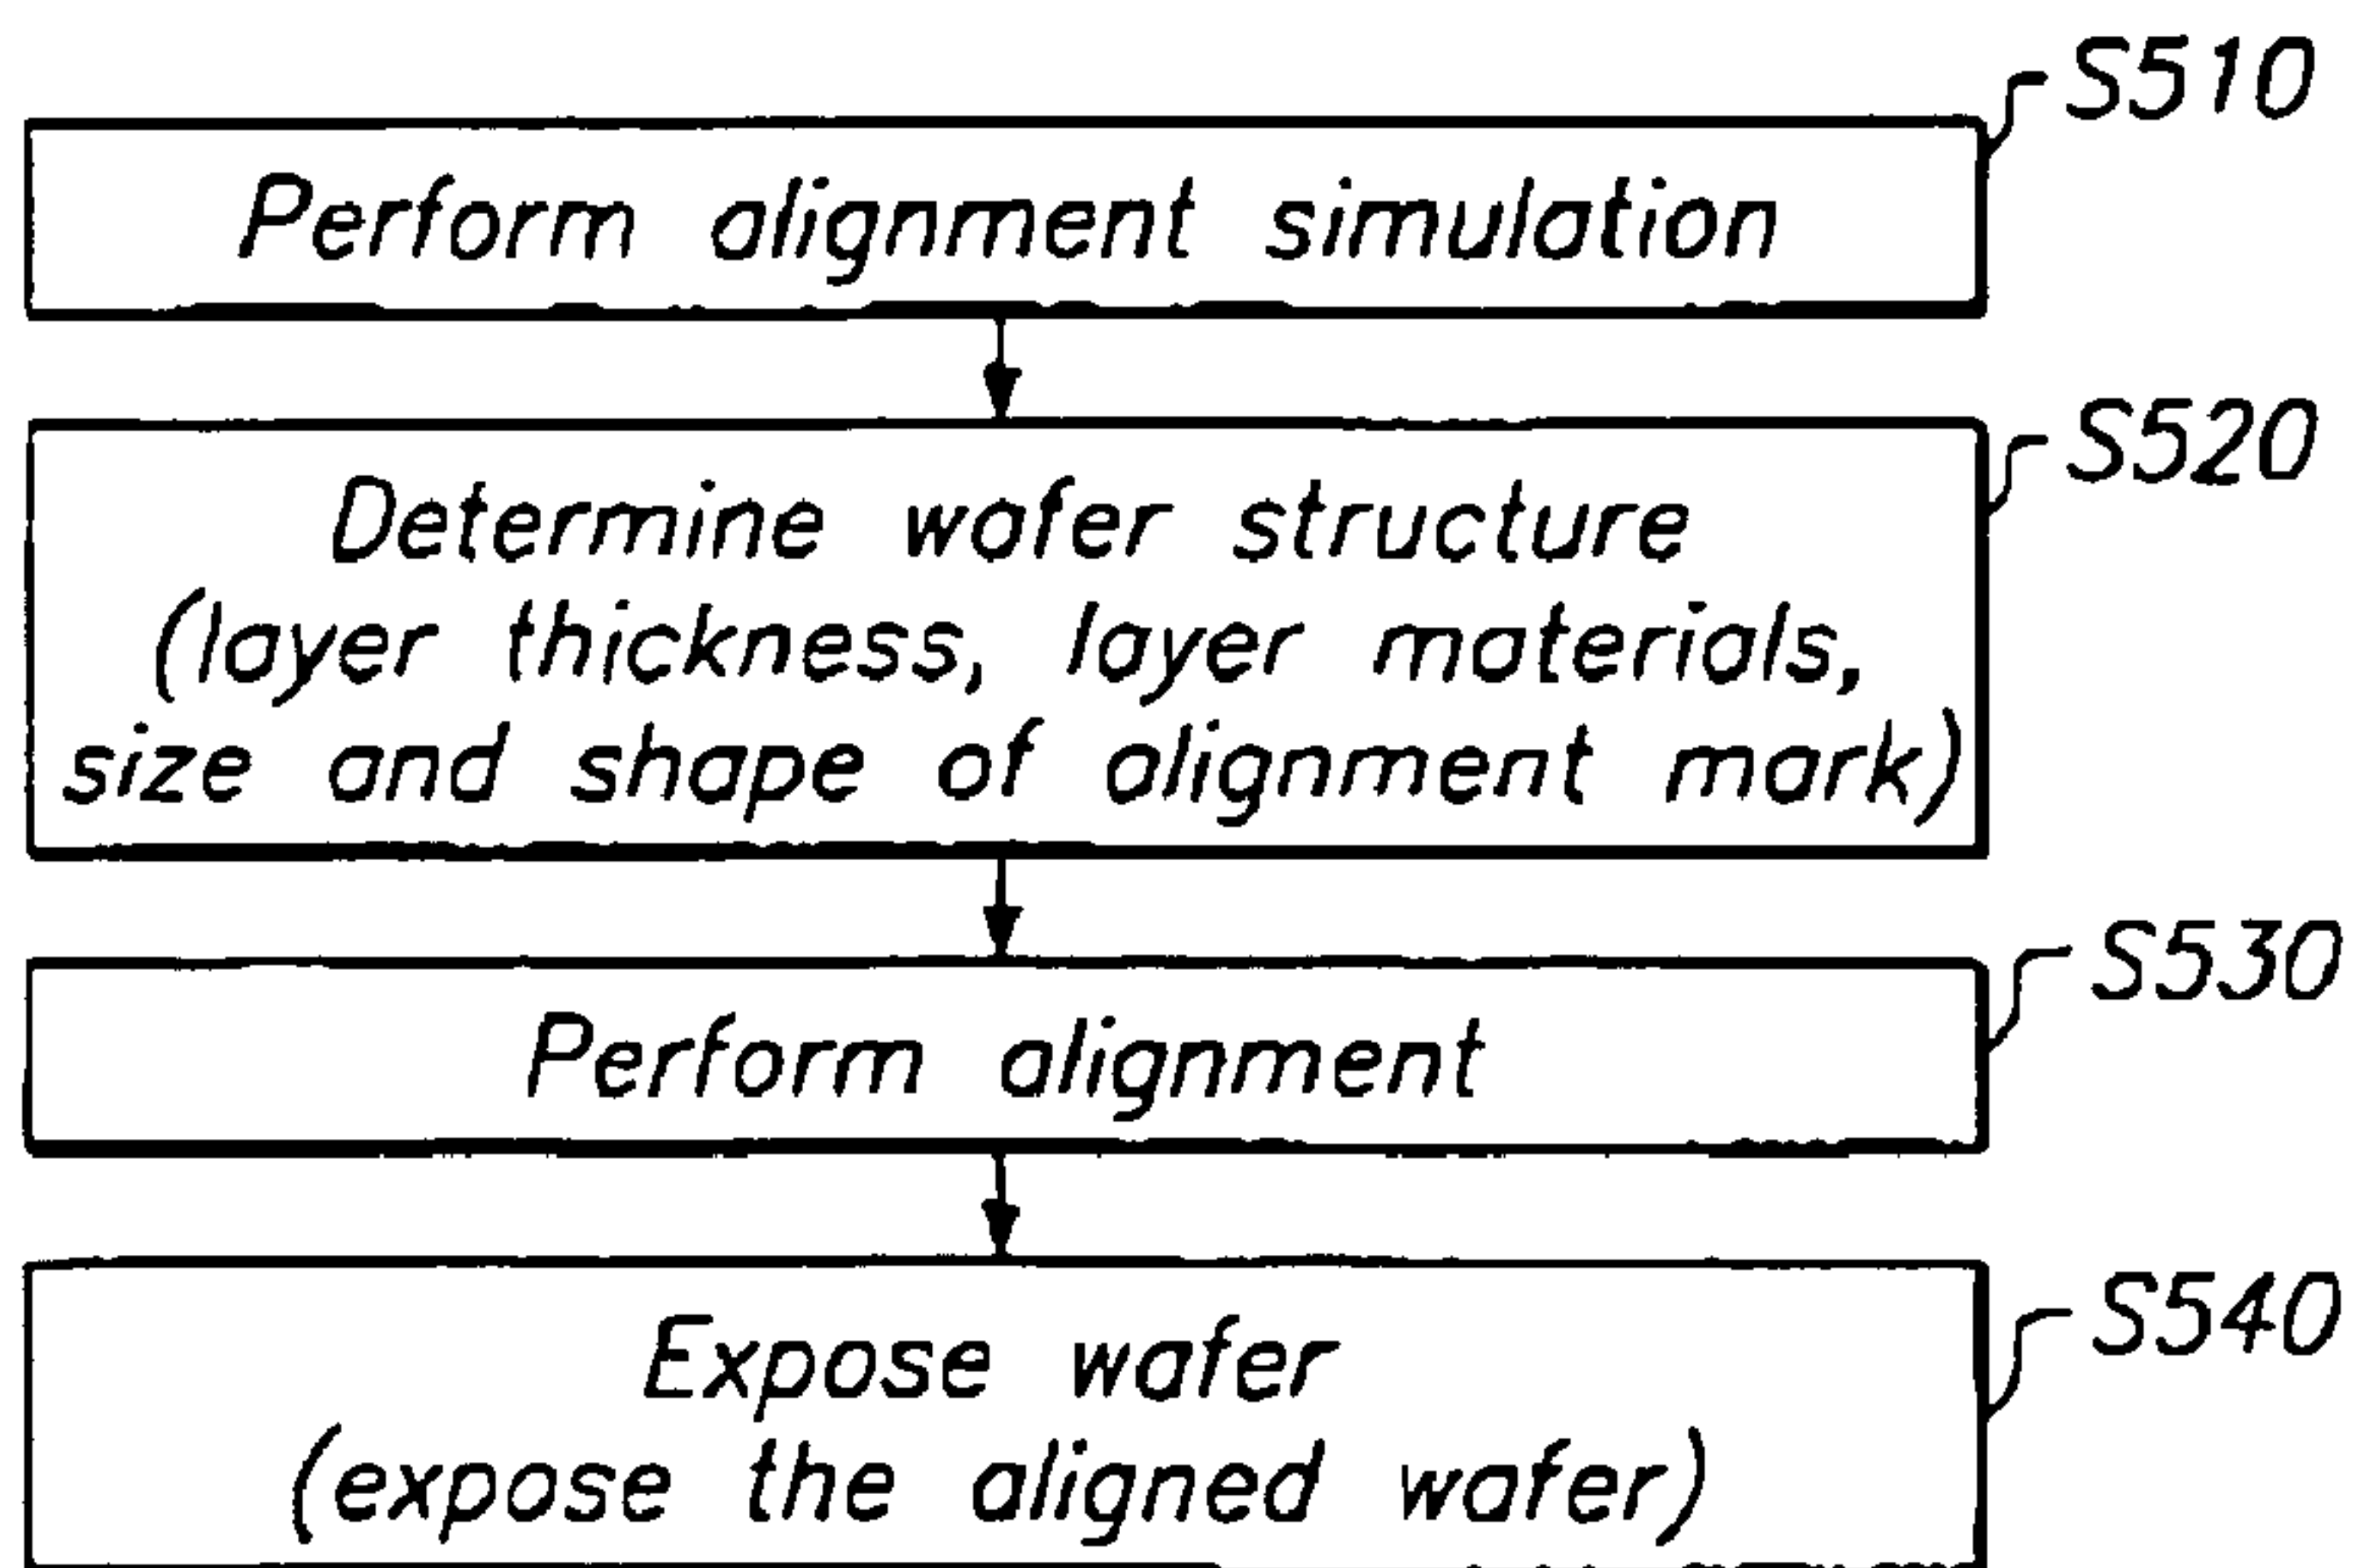 S510
Perform alignment simulation
S520
Determine wafer structure
(layer thickness, layer materials,
size and shape of alignment mark)
S530
Perform alignment
S540
Expose wafer
(expose the aligned wafer)